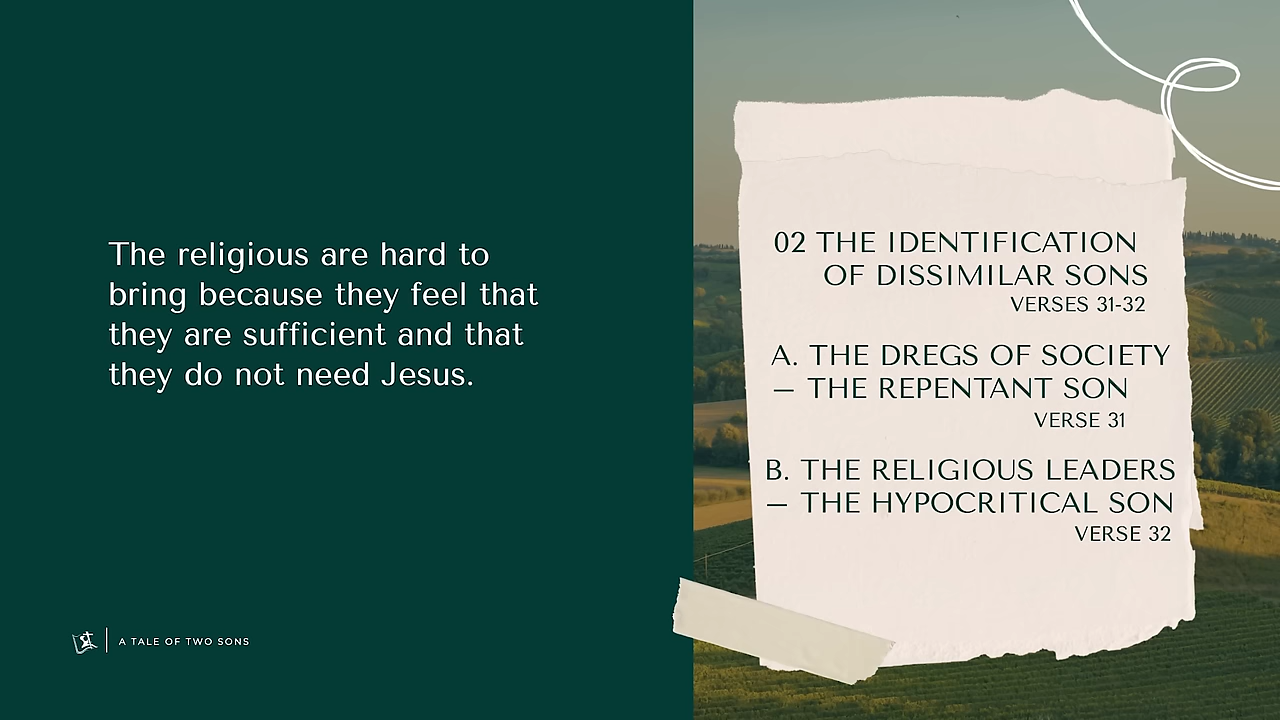 The religious are hard to
bring because they feel that
they are sufficient and that
they do not need Jesus.
A TALE OF TWO SONS
02 THE IDENTIFICATION
OF DISSIMILAR SONS
VERSES 31-32
A. THE DREGS OF SOCIETY
– THE REPENTANT SON
VERSE 31
B. THE RELIGIOUS LEADERS
– THE HYPOCRITICAL SON
VERSE 32